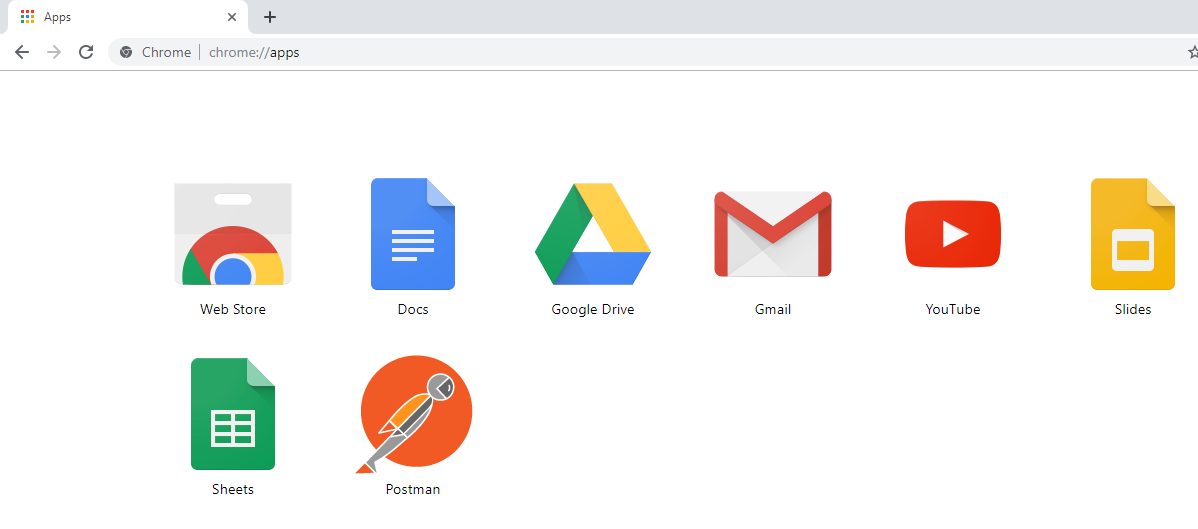 Apps
Chrome | chrome://apps
Web Store
Docs
Google Drive
Gmail
YouTube
Slides
Sheets
Postman